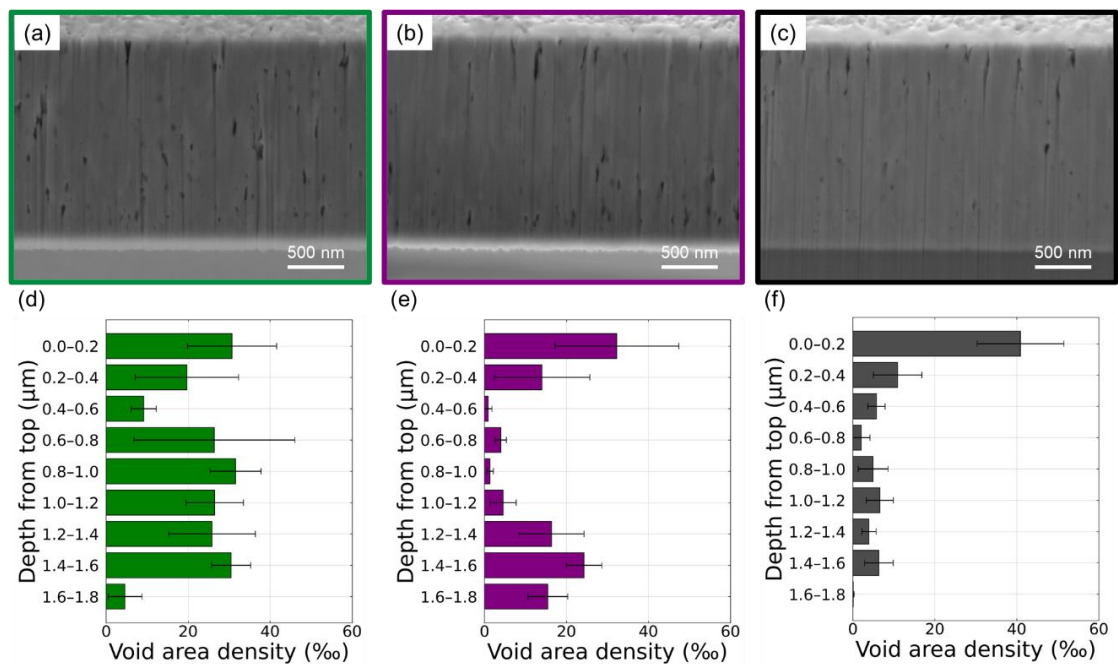 (a)
500 nm
(b)
500 nm
(c)
500 nm
(d)
Depth from top (µm)
0.0–0.2
0.2–0.4
0.4–0.6
0.6–0.8
0.8–1.0
1.0–1.2
1.2–1.4
1.4–1.6
1.6–1.8
0 20 40 60
Void area density (‰)
(e)
Depth from top (µm)
0.0–0.2
0.2–0.4
0.4–0.6
0.6–0.8
0.8–1.0
1.0–1.2
1.2–1.4
1.4–1.6
1.6–1.8
0 20 40 60
Void area density (‰)
(f)
Depth from top (µm)
0.0–0.2
0.2–0.4
0.4–0.6
0.6–0.8
0.8–1.0
1.0–1.2
1.2–1.4
1.4–1.6
1.6–1.8
0 20 40 60
Void area density (‰)